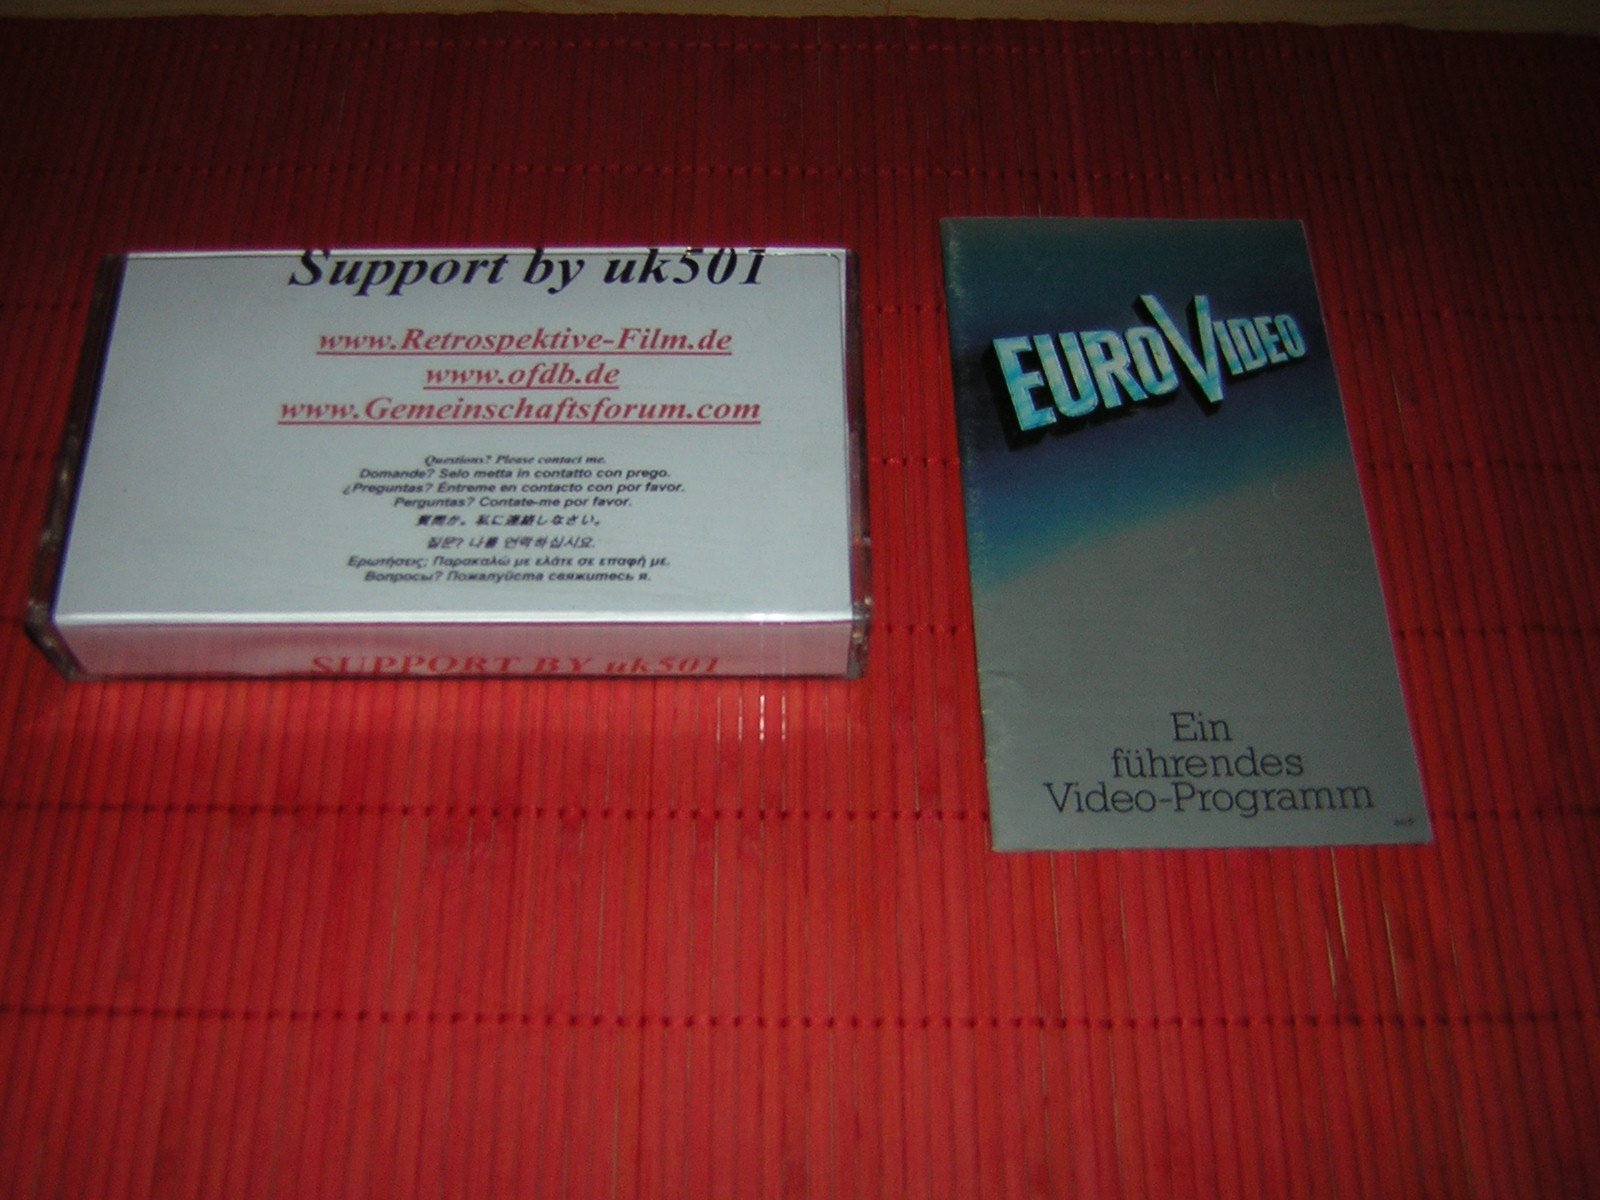 Support by uk501
www.Retrospektive-Film.de
www.ofdb.de
www.Gemeinschaftsforum.com
Questions? Please contact me.
Domande? Selo metta in contatto con prego.
¿Preguntas? Éntreme en contacto con por favor.
Perguntas? Contate-me por favor.
質問か。私に連絡しなさい。
질문? 나를 연락하십시요.
Ερωτήσεις; Παρακαλώ με ελάτε σε επαφή με.
Вопросы? Пожалуйста свяжитесь я.
SUPPORT BY uk501
EUROVIDEO
Ein
führendes
Video-Programm